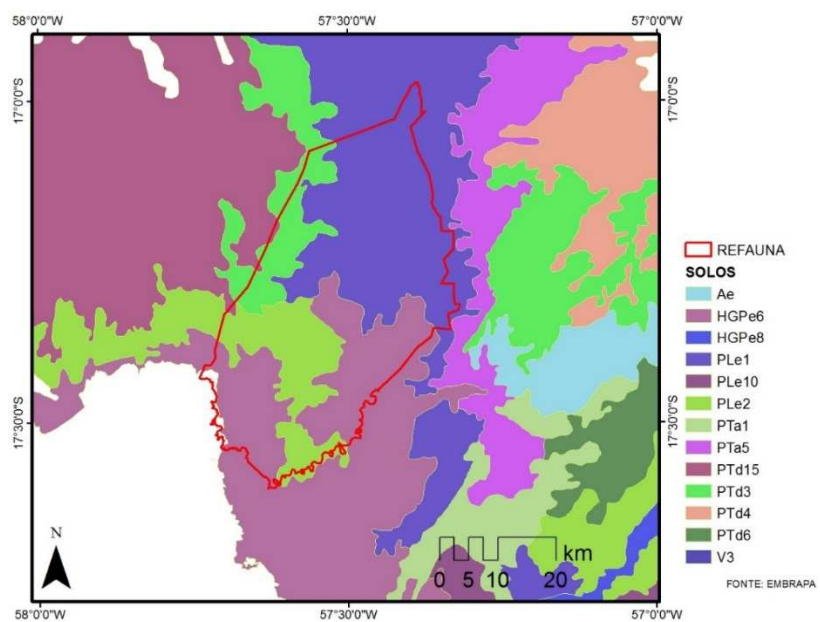 58°0'0"W
57°30'0"W
57°0'0"W
17°0'0"S
17°0'0"S
17°30'0"S
17°30'0"S
REFAUNA
SOLOS
Ae
HGPe6
HGPe8
PLe1
PLe10
PLe2
PTa1
PTa5
PTd15
PTd3
PTd4
PTd6
V3
N
km
0 5 10 20
FONTE: EMBRAPA
58°0'0"W
57°30'0"W
57°0'0"W